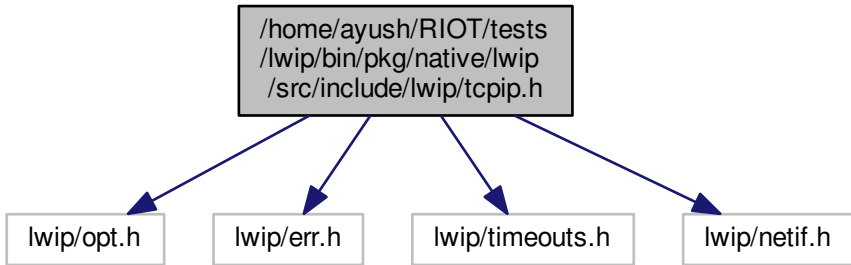 /home/ayush/RIOT/tests
/lwip/bin/pkg/native/lwip
/src/include/lwip/tcpip.h
lwip/opt.h
lwip/err.h
lwip/timeouts.h
lwip/netif.h